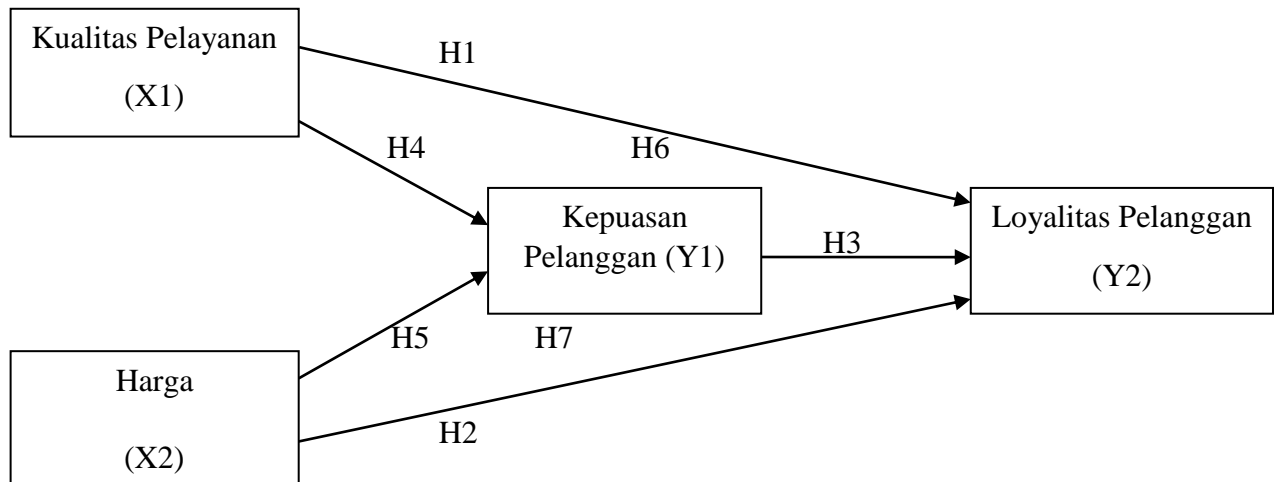 Kualitas Pelayanan
(X1)
H1
H4
H6
Kepuasan
Pelanggan (Y1)
H3
Loyalitas Pelanggan
(Y2)
H5
H7
Harga
(X2)
H2